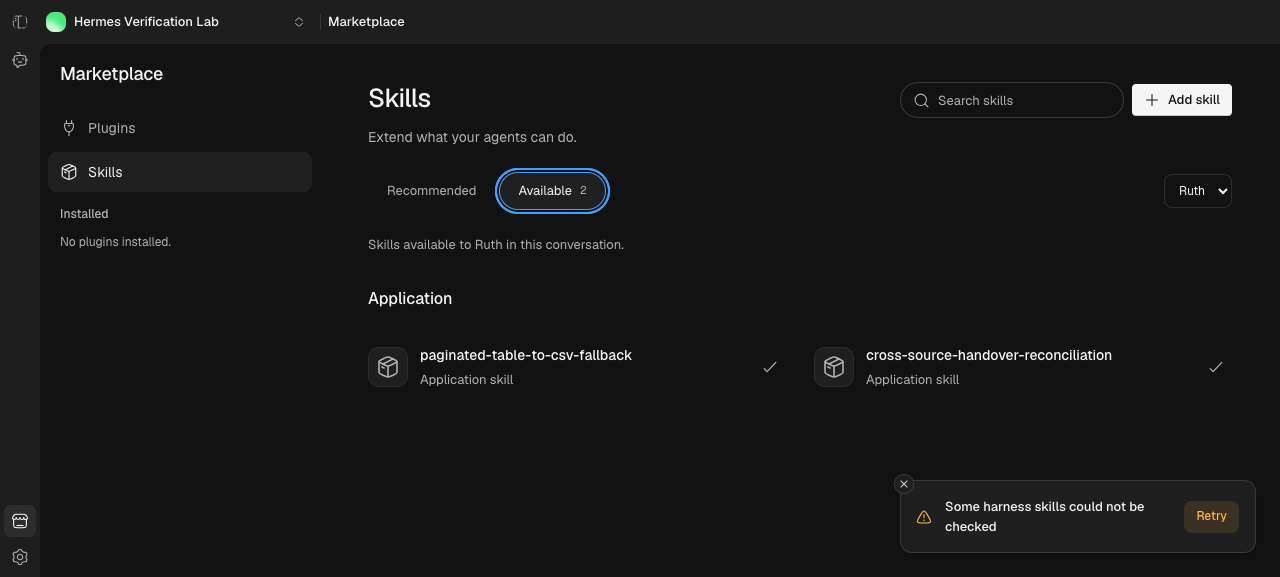 Hermes Verification Lab
Marketplace
Marketplace
Plugins
Skills
Installed
No plugins installed.
Skills
Extend what your agents can do.
Search skills
Add skill
Recommended
Available 2
Ruth
Skills available to Ruth in this conversation.
Application
paginated-table-to-csv-fallback
Application skill
cross-source-handover-reconciliation
Application skill
Some harness skills could not be
checked
Retry